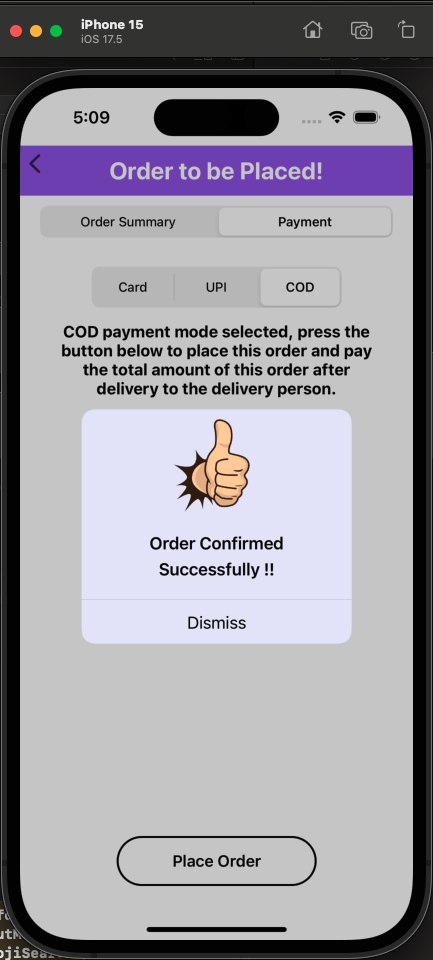 iPhone 15
iOS 17.5
5:09
Order to be Placed!
Order Summary
Payment
Card
UPI
COD
COD payment mode selected, press the
button below to place this order and pay
the total amount of this order after
delivery to the delivery person.
Order Confirmed
Successfully !!
Dismiss
Place Order